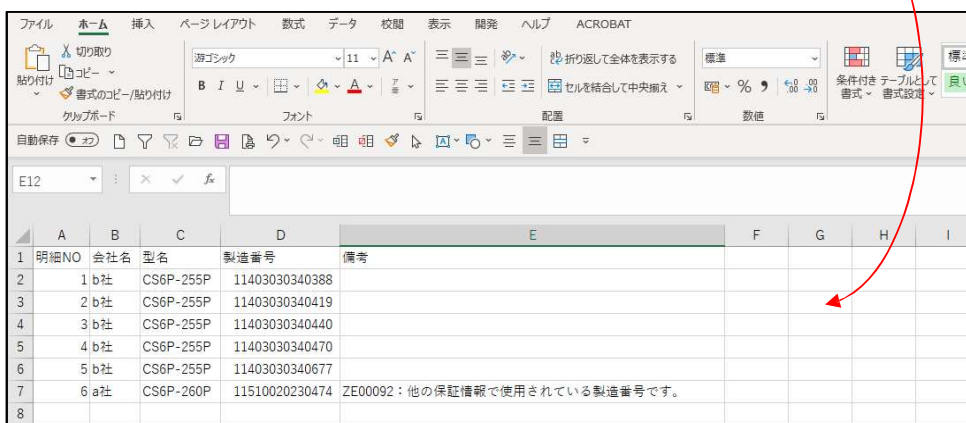 ファイル ホーム 挿入 ページ レイアウト 数式 データ 校閲 表示 開発 ヘルプ ACROBAT
切り取り 游ゴシック 11 A^ A˅ 折り返して全体を表示する 標準
貼り付け コピー 条件付き書式 テーブルとして書式設定
書式のコピー/貼り付け B I U A セルを結合して中央揃え % 9
クリップボード フォント 配置 数値
自動保存 オフ
E12 fx
A B C D E F G H I
1 明細NO 会社名 型名 製造番号 備考
2 1 b社 CS6P-255P 11403030340388
3 2 b社 CS6P-255P 11403030340419
4 3 b社 CS6P-255P 11403030340440
5 4 b社 CS6P-255P 11403030340470
6 5 b社 CS6P-255P 11403030340677
7 6 a社 CS6P-260P 11510020230474 ZE00092：他の保証情報で使用されている製造番号です。
8